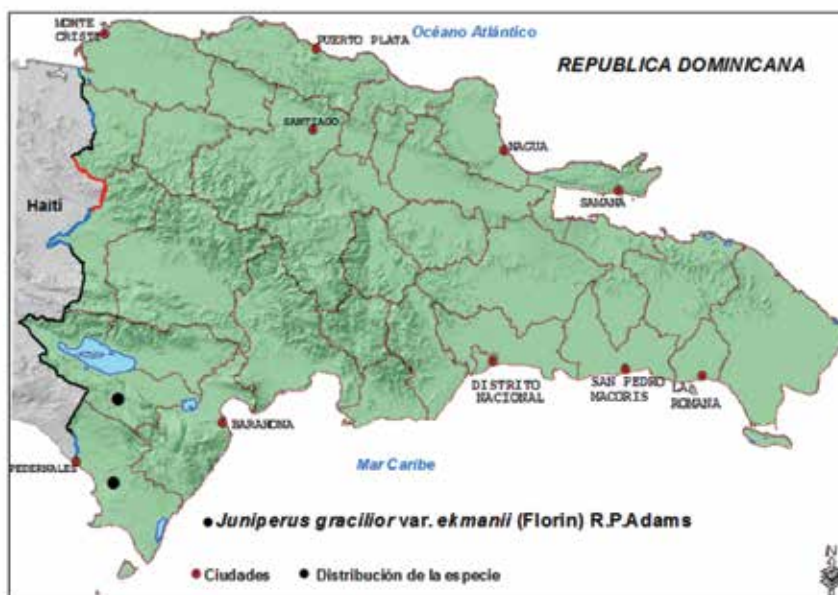 MONTE
CRISTI
PUERTO PLATA
Océano Atlántico
REPUBLICA DOMINICANA
SANTIAGO
NAGUA
SAMANA
Haití
DISTRITO
NACIONAL
SAN PEDRO
MACORIS
LA
ROMANA
BARAHONA
PEDERNALES
Mar Caribe
Juniperus gracilior var. ekmanii (Florin) R.P.Adams
Ciudades
Distribución de la especie
N